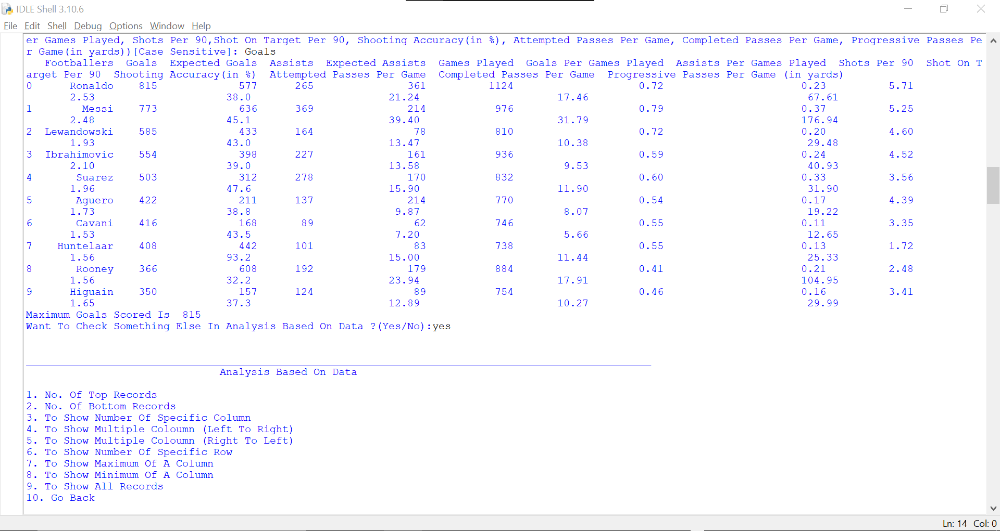 IDLE Shell 3.10.6
File Edit Shell Debug Options Window Help
er Games Played, Shots Per 90,Shot On Target Per 90, Shooting Accuracy(in %), Attempted Passes Per Game, Completed Passes Per Game, Progressive Passes Pe
r Game(in yards))[Case Sensitive]: Goals
Footballers Goals Expected Goals Assists Expected Assists Games Played Goals Per Games Played Assists Per Games Played Shots Per 90 Shot On T
arget Per 90 Shooting Accuracy(in %) Attempted Passes Per Game Completed Passes Per Game Progressive Passes Per Game (in yards)
0 Ronaldo 815 577 265 361 1124 0.72 0.23 5.71
2.53 38.0 21.24 17.46 67.61
1 Messi 773 636 369 214 976 0.79 0.37 5.25
2.48 45.1 39.40 31.79 176.94
2 Lewandowski 585 433 164 78 810 0.72 0.20 4.60
1.93 43.0 13.47 10.38 29.48
3 Ibrahimovic 554 398 227 161 936 0.59 0.24 4.52
2.10 39.0 13.58 9.53 40.93
4 Suarez 503 312 278 170 832 0.60 0.33 3.56
1.96 47.6 15.90 11.90 31.90
5 Aguero 422 211 137 214 770 0.54 0.17 4.39
1.73 38.8 9.87 8.07 19.22
6 Cavani 416 168 89 62 746 0.55 0.11 3.35
1.53 43.5 7.20 5.66 12.65
7 Huntelaar 408 442 101 83 738 0.55 0.13 1.72
1.56 93.2 15.00 11.44 25.33
8 Rooney 366 608 192 179 884 0.41 0.21 2.48
1.56 32.2 23.94 17.91 104.95
9 Higuain 350 157 124 89 754 0.46 0.16 3.41
1.65 37.3 12.89 10.27 29.99
Maximum Goals Scored Is 815
Want To Check Something Else In Analysis Based On Data ?(Yes/No):yes
Analysis Based On Data
1. No. Of Top Records
2. No. Of Bottom Records
3. To Show Number Of Specific Column
4. To Show Multiple Coloumn (Left To Right)
5. To Show Multiple Coloumn (Right To Left)
6. To Show Number Of Specific Row
7. To Show Maximum Of A Column
8. To Show Minimum Of A Column
9. To Show All Records
10. Go Back
Ln: 14 Col: 0